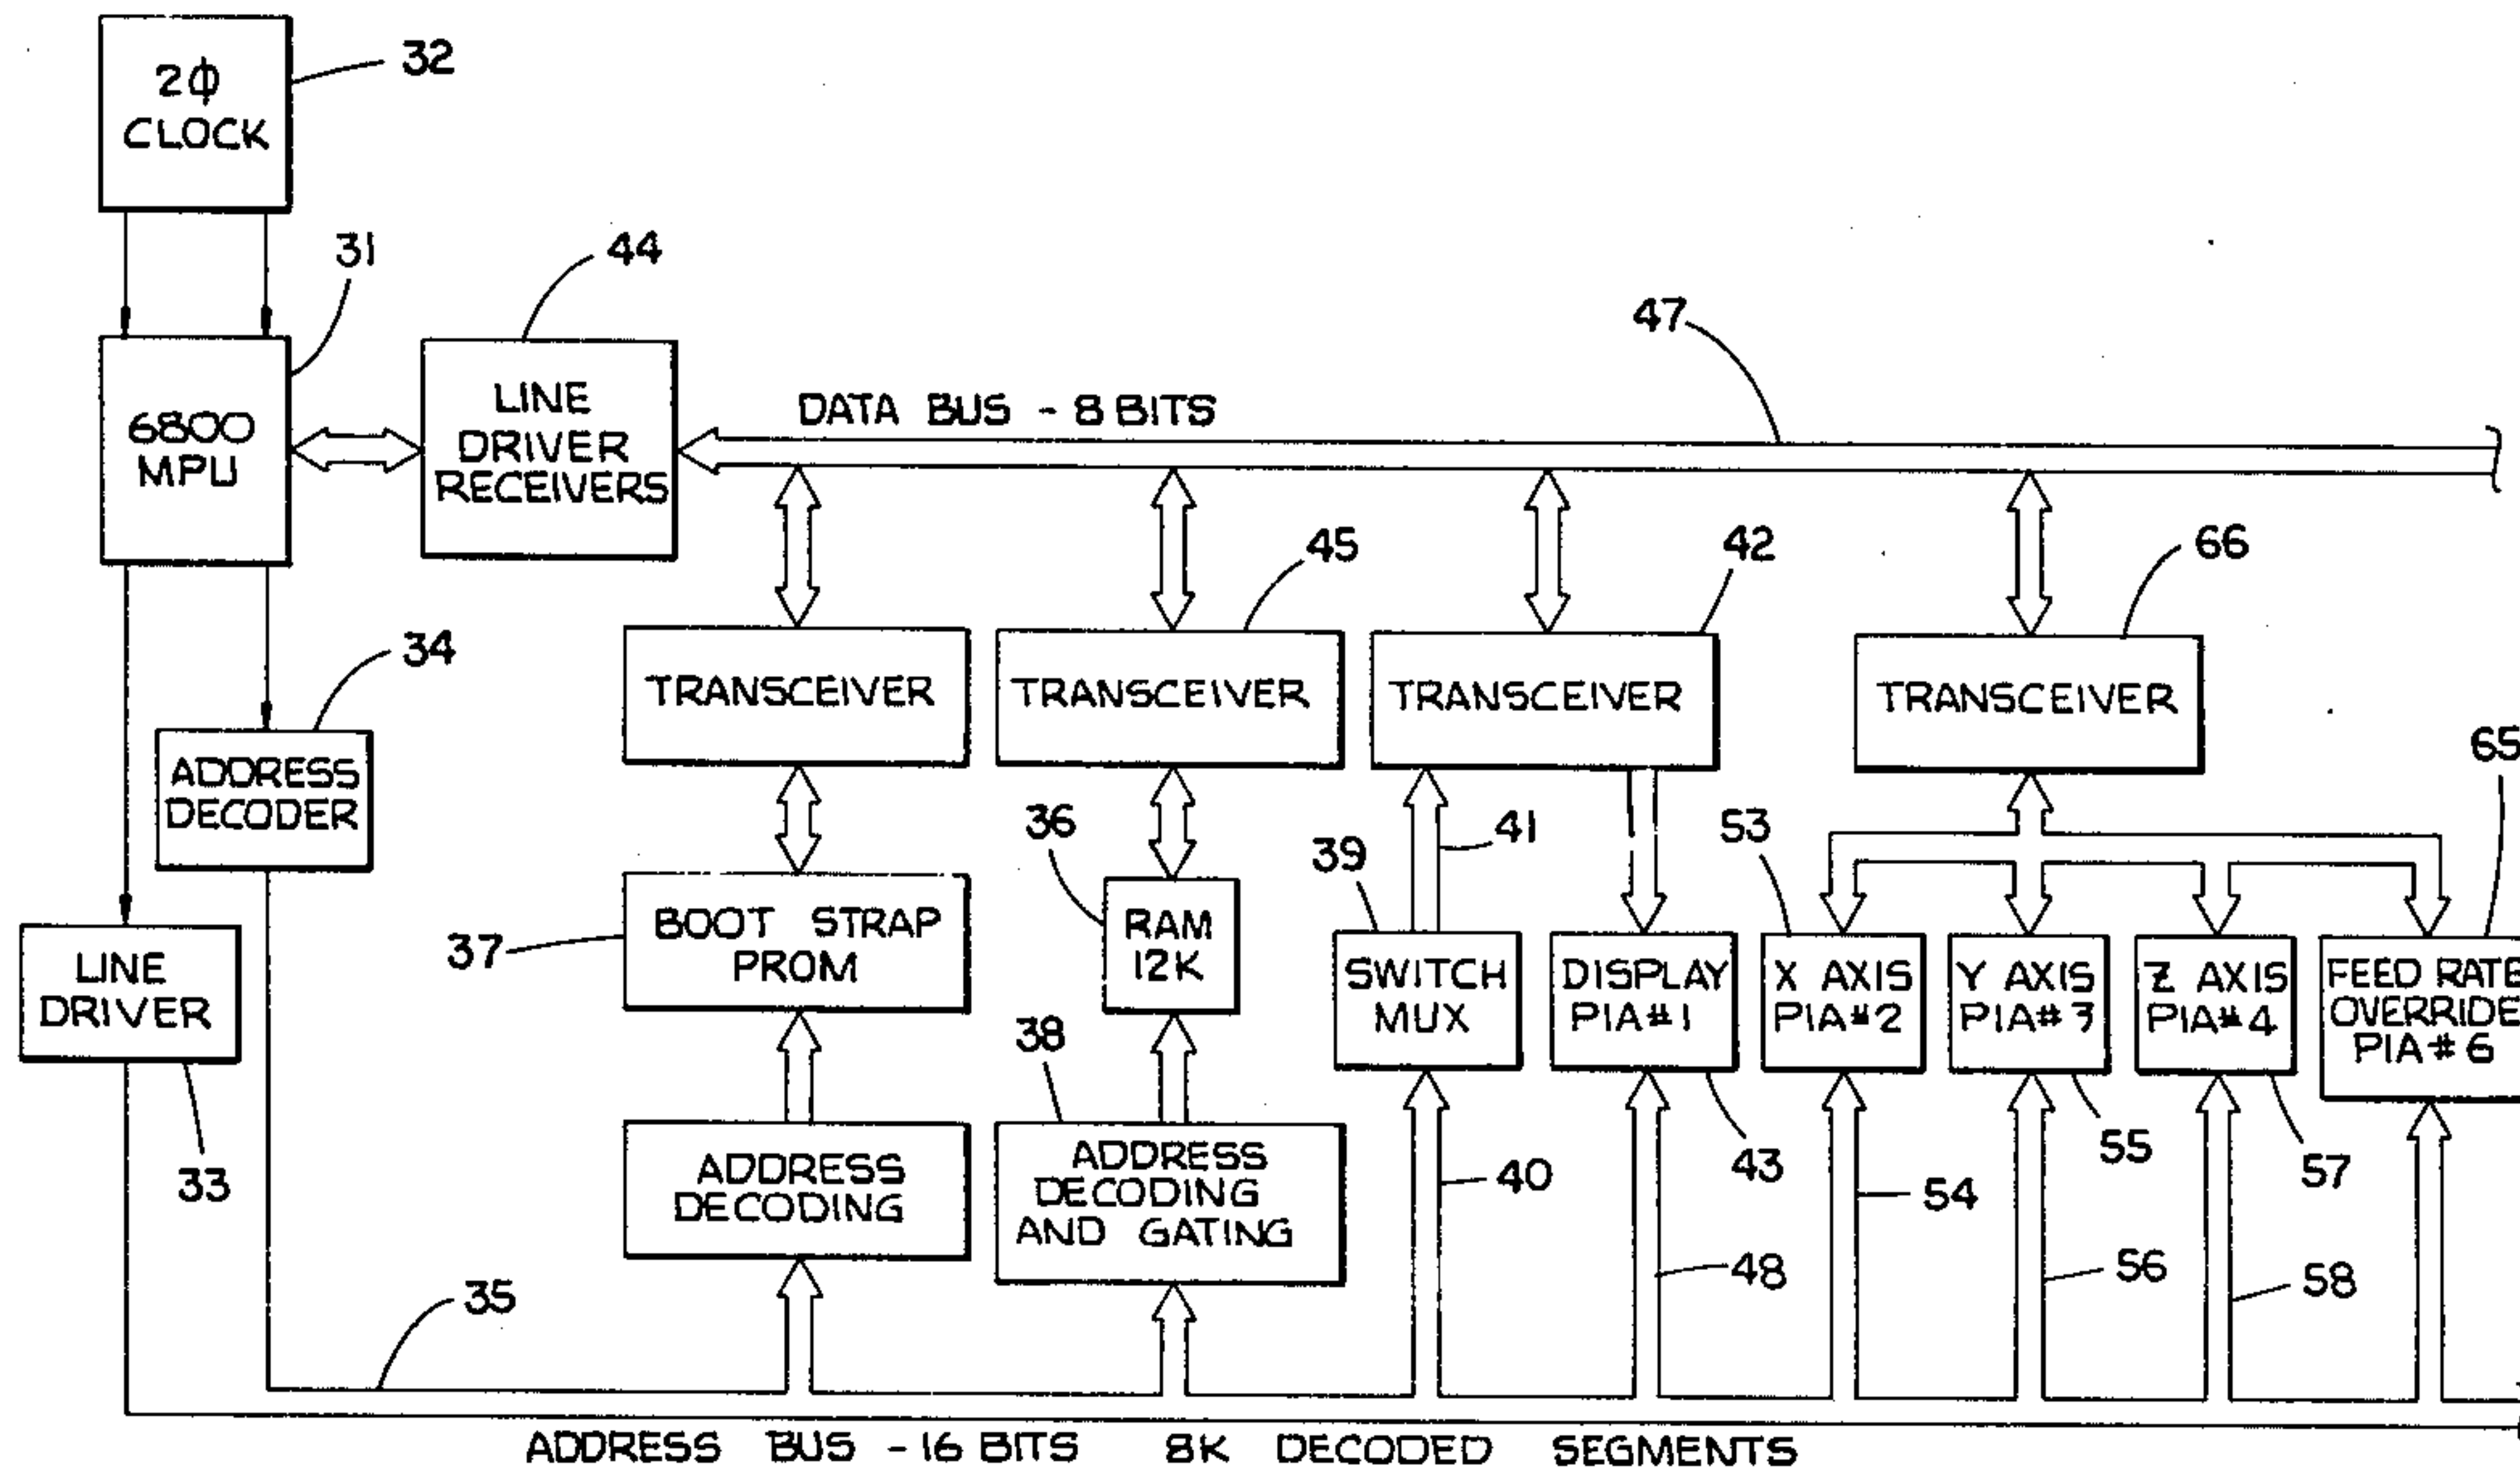 2Φ
CLOCK
32
31
44
6800
MPU
LINE
DRIVER
RECEIVERS
DATA BUS - 8 BITS
47
34
45
42
66
ADDRESS
DECODER
TRANSCEIVER
TRANSCEIVER
TRANSCEIVER
TRANSCEIVER
65
36
39
41
53
LINE
DRIVER
33
37
BOOT STRAP
PROM
RAM
12K
SWITCH
MUX
DISPLAY
PIA#1
X AXIS
PIA#2
Y AXIS
PIA#3
Z AXIS
PIA#4
FEED RATE
OVERRIDE
PIA#6
38
ADDRESS
DECODING
ADDRESS
DECODING
AND GATING
40
43
54
55
57
35
48
56
58
ADDRESS BUS - 16 BITS 8K DECODED SEGMENTS